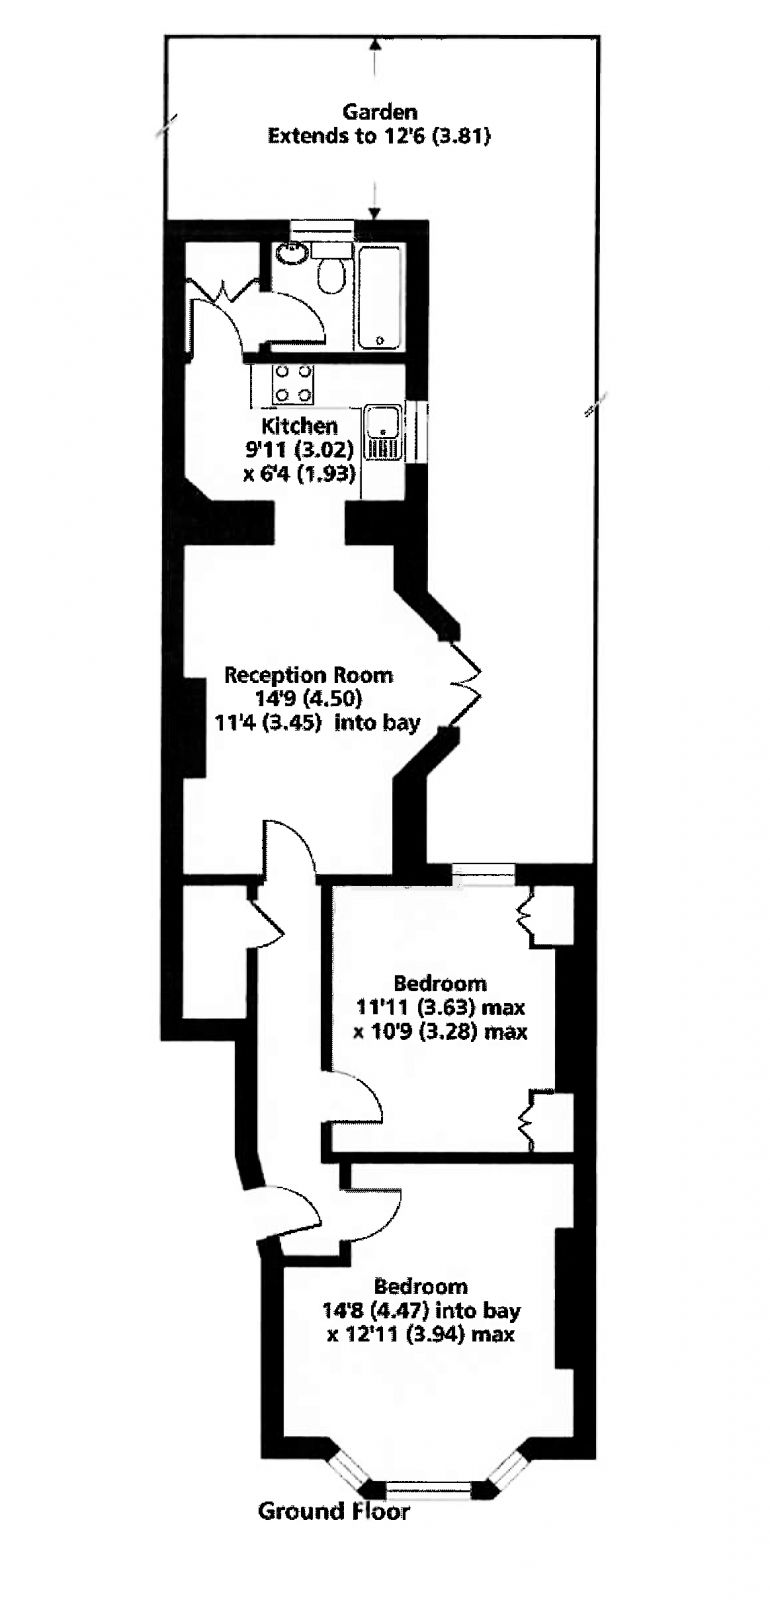 Garden
Extends to 12'6 (3.81)
Kitchen
9'11 (3.02)
x 6'4 (1.93)
Reception Room
14'9 (4.50)
11'4 (3.45) into bay
Bedroom
11'11 (3.63) max
x 10'9 (3.28) max
Bedroom
14'8 (4.47) into bay
x 12'11 (3.94) max
Ground Floor